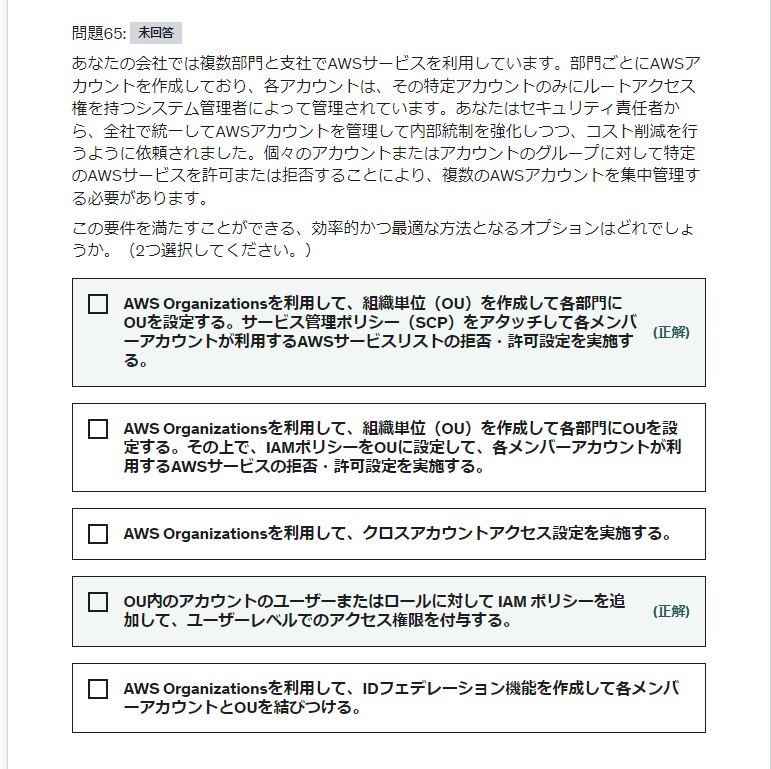 問題65: 未回答
あなたの会社では複数部門と支社でAWSサービスを利用しています。部門ごとにAWSア
カウントを作成しており、各アカウントは、その特定アカウントのみにルートアクセス
権を持つシステム管理者によって管理されています。あなたはセキュリティ責任者か
ら、全社で統一してAWSアカウントを管理して内部統制を強化しつつ、コスト削減を行
うように依頼されました。個々のアカウントまたはアカウントのグループに対して特定
のAWSサービスを許可または拒否することにより、複数のAWSアカウントを集中管理す
る必要があります。
この要件を満たすことができる、効率的かつ最適な方法となるオプションはどれでしょ
うか。（2つ選択してください。）
AWS Organizationsを利用して、組織単位（OU）を作成して各部門に
OUを設定する。サービス管理ポリシー（SCP）をアタッチして各メンバ
ーアカウントが利用するAWSサービスリストの拒否・許可設定を実施す
る。
(正解)
AWS Organizationsを利用して、組織単位（OU）を作成して各部門にOUを設
定する。その上で、IAMポリシーをOUに設定して、各メンバーアカウントが利
用するAWSサービスの拒否・許可設定を実施する。
AWS Organizationsを利用して、クロスアカウントアクセス設定を実施する。
OU内のアカウントのユーザーまたはロールに対して IAM ポリシーを追
加して、ユーザーレベルでのアクセス権限を付与する。
(正解)
AWS Organizationsを利用して、IDフェデレーション機能を作成して各メンバ
ーアカウントとOUを結びつける。